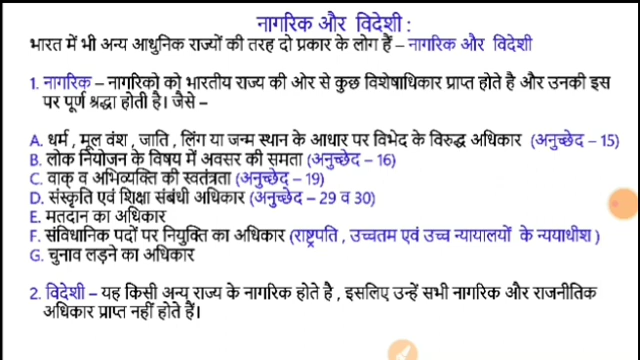 नागरिक और विदेशी :
भारत में भी अन्य आधुनिक राज्यों की तरह दो प्रकार के लोग हैं – नागरिक और विदेशी
1. नागरिक – नागरिको को भारतीय राज्य की ओर से कुछ विशेषाधिकार प्राप्त होते है और उनकी इस
पर पूर्ण श्रद्धा होती है। जैसे –
A. धर्म , मूल वंश , जाति , लिंग या जन्म स्थान के आधार पर विभेद के विरुद्ध अधिकार (अनुच्छेद – 15)
B. लोक नियोजन के विषय में अवसर की समता (अनुच्छेद – 16)
C. वाक् व अभिव्यक्ति की स्वतंत्रता (अनुच्छेद – 19)
D. संस्कृति एवं शिक्षा संबंधी अधिकार (अनुच्छेद – 29 व 30)
E. मतदान का अधिकार
F. संविधानिक पदों पर नियुक्ति का अधिकार (राष्ट्रपति , उच्चतम एवं उच्च न्यायालयों के न्ययाधीश )
G. चुनाव लड़ने का अधिकार
2. विदेशी – यह किसी अन्य राज्य के नागरिक होते है , इसलिए उन्हें सभी नागरिक और राजनीतिक
अधिकार प्राप्त नहीं होते हैं।